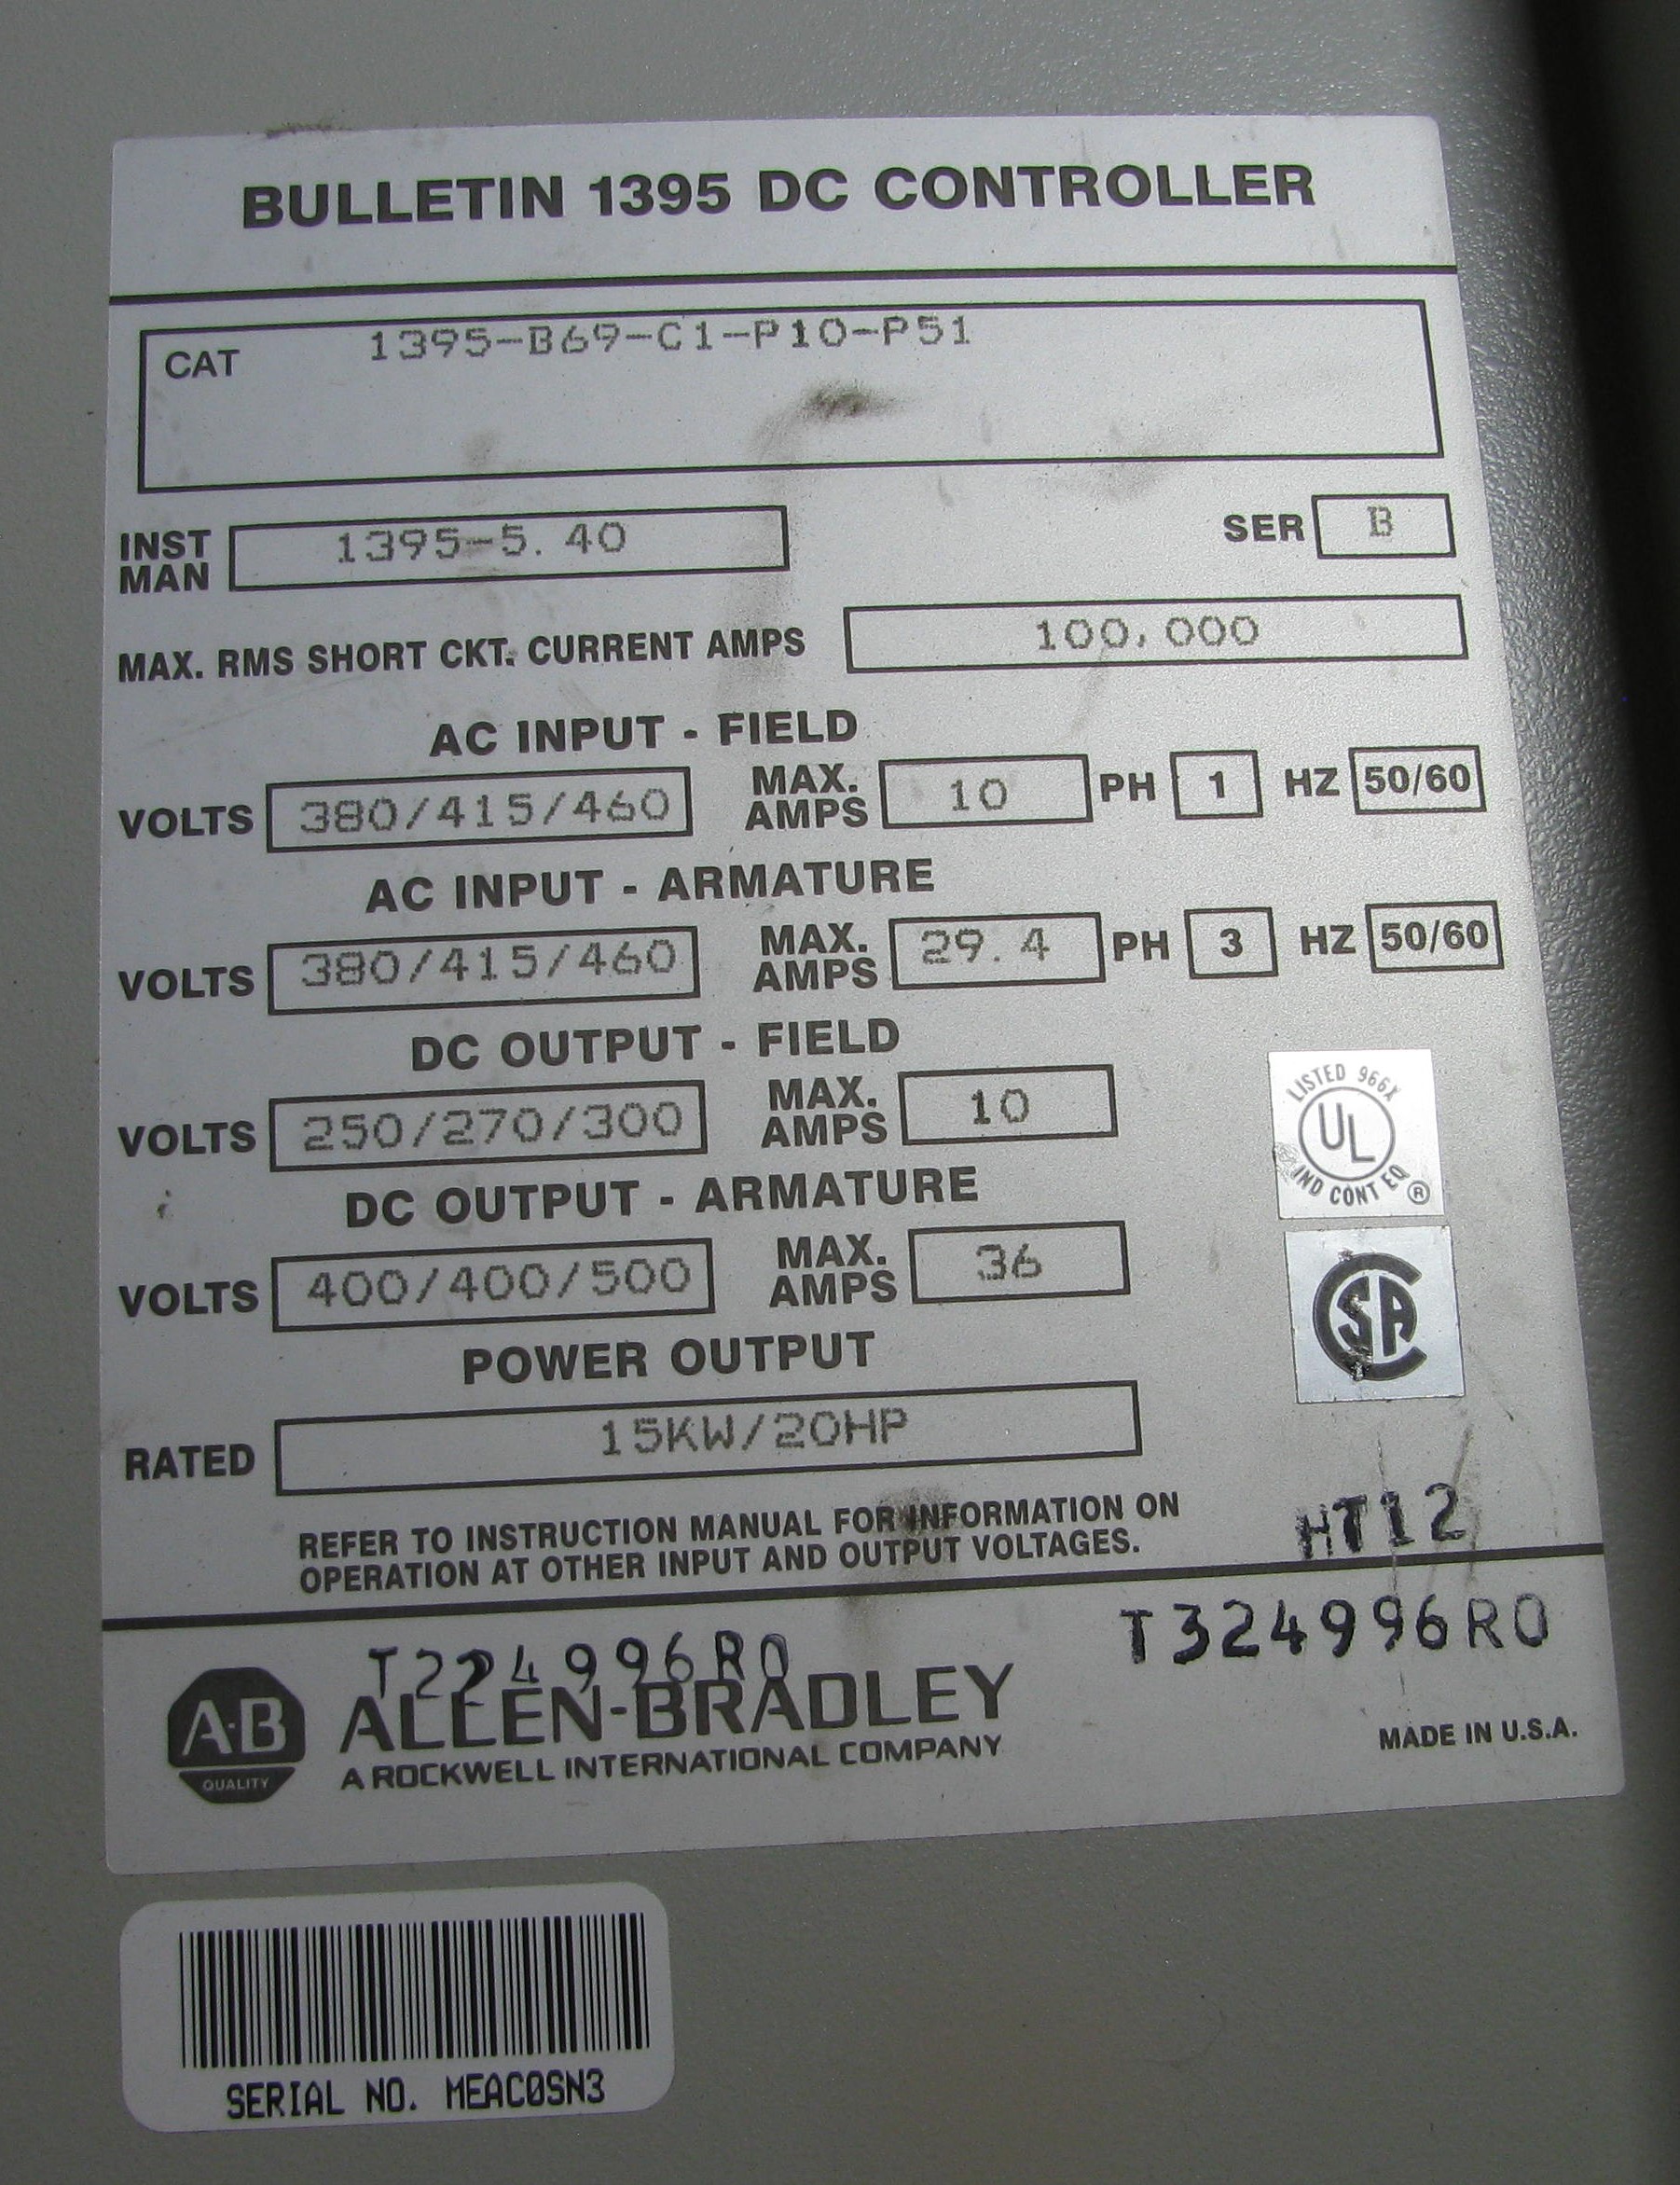 BULLETIN 1395 DC CONTROLLER
CAT 1395-B69-C1-P10-P51
INST MAN 1395-5.40 SER B
MAX. RMS SHORT CKT. CURRENT AMPS 100,000
AC INPUT - FIELD
VOLTS 380/415/460 MAX. AMPS 10 PH 1 HZ 50/60
AC INPUT - ARMATURE
VOLTS 380/415/460 MAX. AMPS 29.4 PH 3 HZ 50/60
DC OUTPUT - FIELD
VOLTS 250/270/300 MAX. AMPS 10
LISTED 966X
UL
IND CONT EQ ®
DC OUTPUT - ARMATURE
VOLTS 400/400/500 MAX. AMPS 36
CSA
POWER OUTPUT
RATED 15KW/20HP
REFER TO INSTRUCTION MANUAL FOR INFORMATION ON
OPERATION AT OTHER INPUT AND OUTPUT VOLTAGES.
HT12
T324996R0
T224996R0
A-B
QUALITY
ALLEN-BRADLEY
A ROCKWELL INTERNATIONAL COMPANY
MADE IN U.S.A.
SERIAL NO. MEAC0SN3